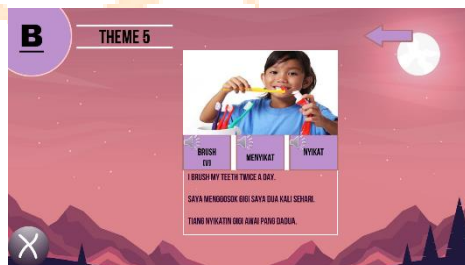 B
THEME 5
BRUSH
(V)
MENYIKAT
NYIKAT
I BRUSH MY TEETH TWICE A DAY.
SAYA MENGGOSOK GIGI SAYA DUA KALI SEHARI.
TIANG NYIKATIN GIGI AWAI PANG DADUA.
X